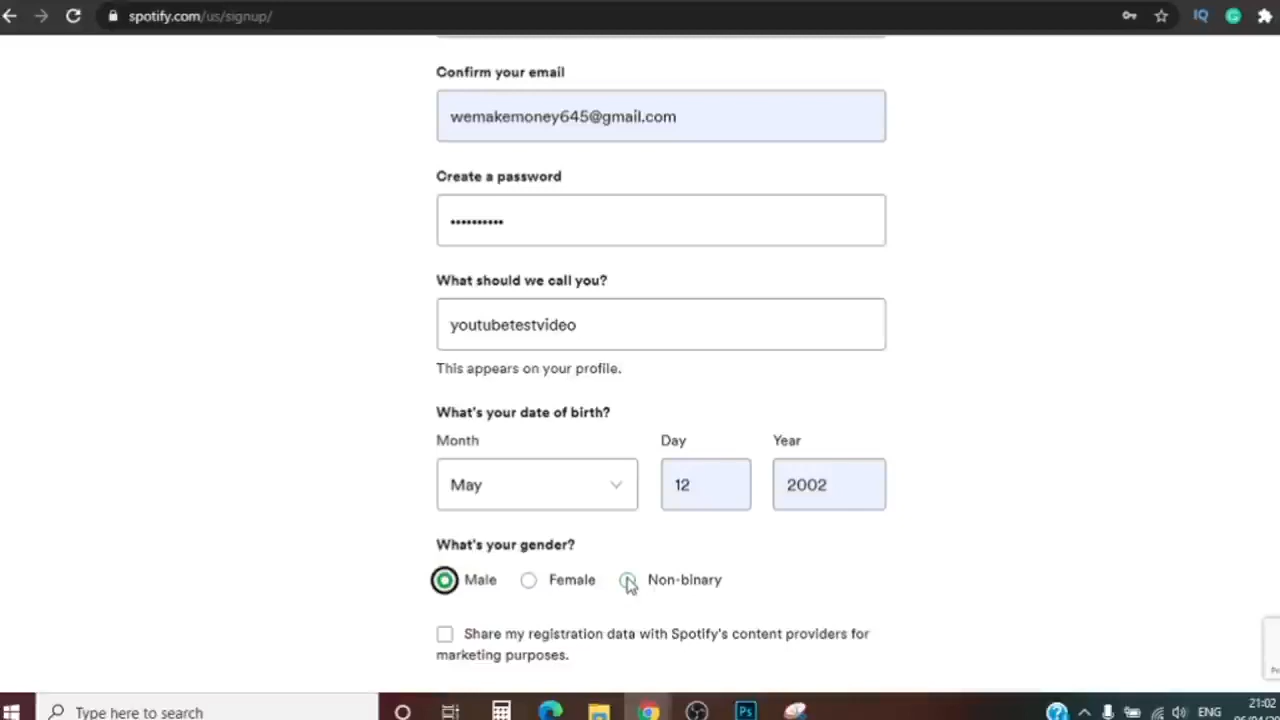 spotify.com/us/signup/
Confirm your email
wemakemoney645@gmail.com
Create a password
••••••••••
What should we call you?
youtubetestvideo
This appears on your profile.
What's your date of birth?
Month Day Year
May 12 2002
What's your gender?
Male Female Non-binary
Share my registration data with Spotify's content providers for
marketing purposes.
Type here to search
Ps
ENG
21:02